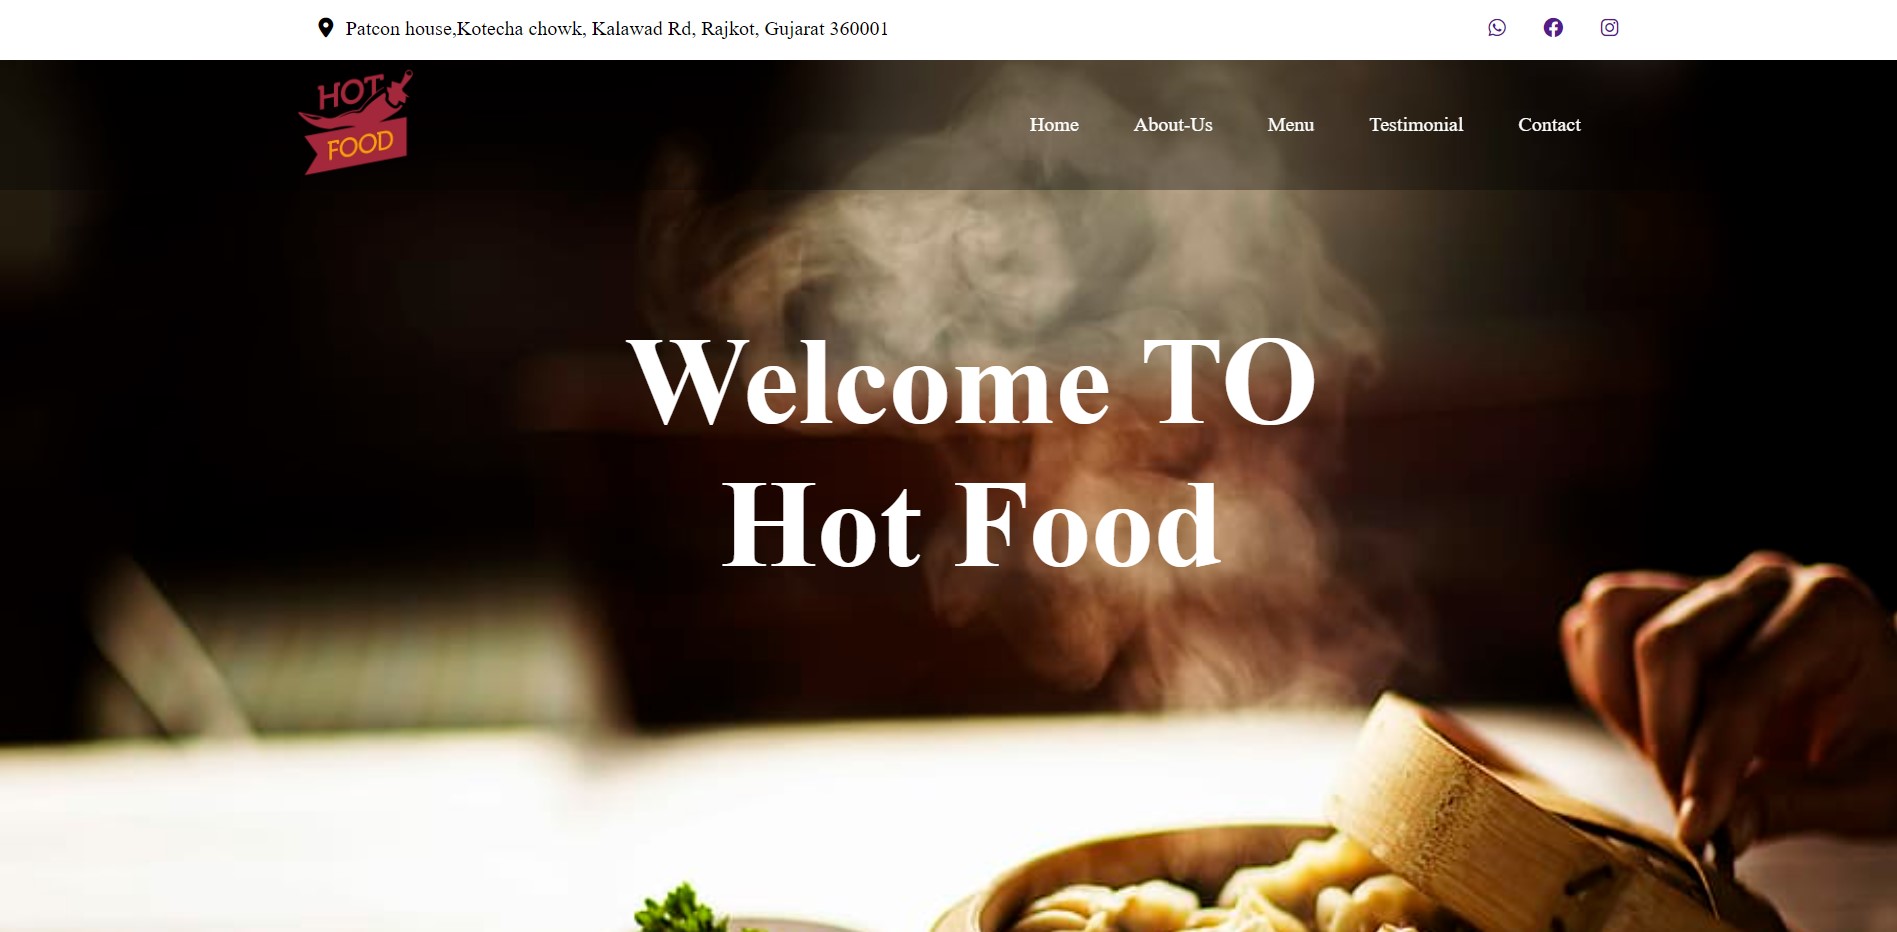 Patcon house,Kotecha chowk, Kalawad Rd, Rajkot, Gujarat 360001
HOT
FOOD
Home About-Us Menu Testimonial Contact
Welcome TO
Hot Food